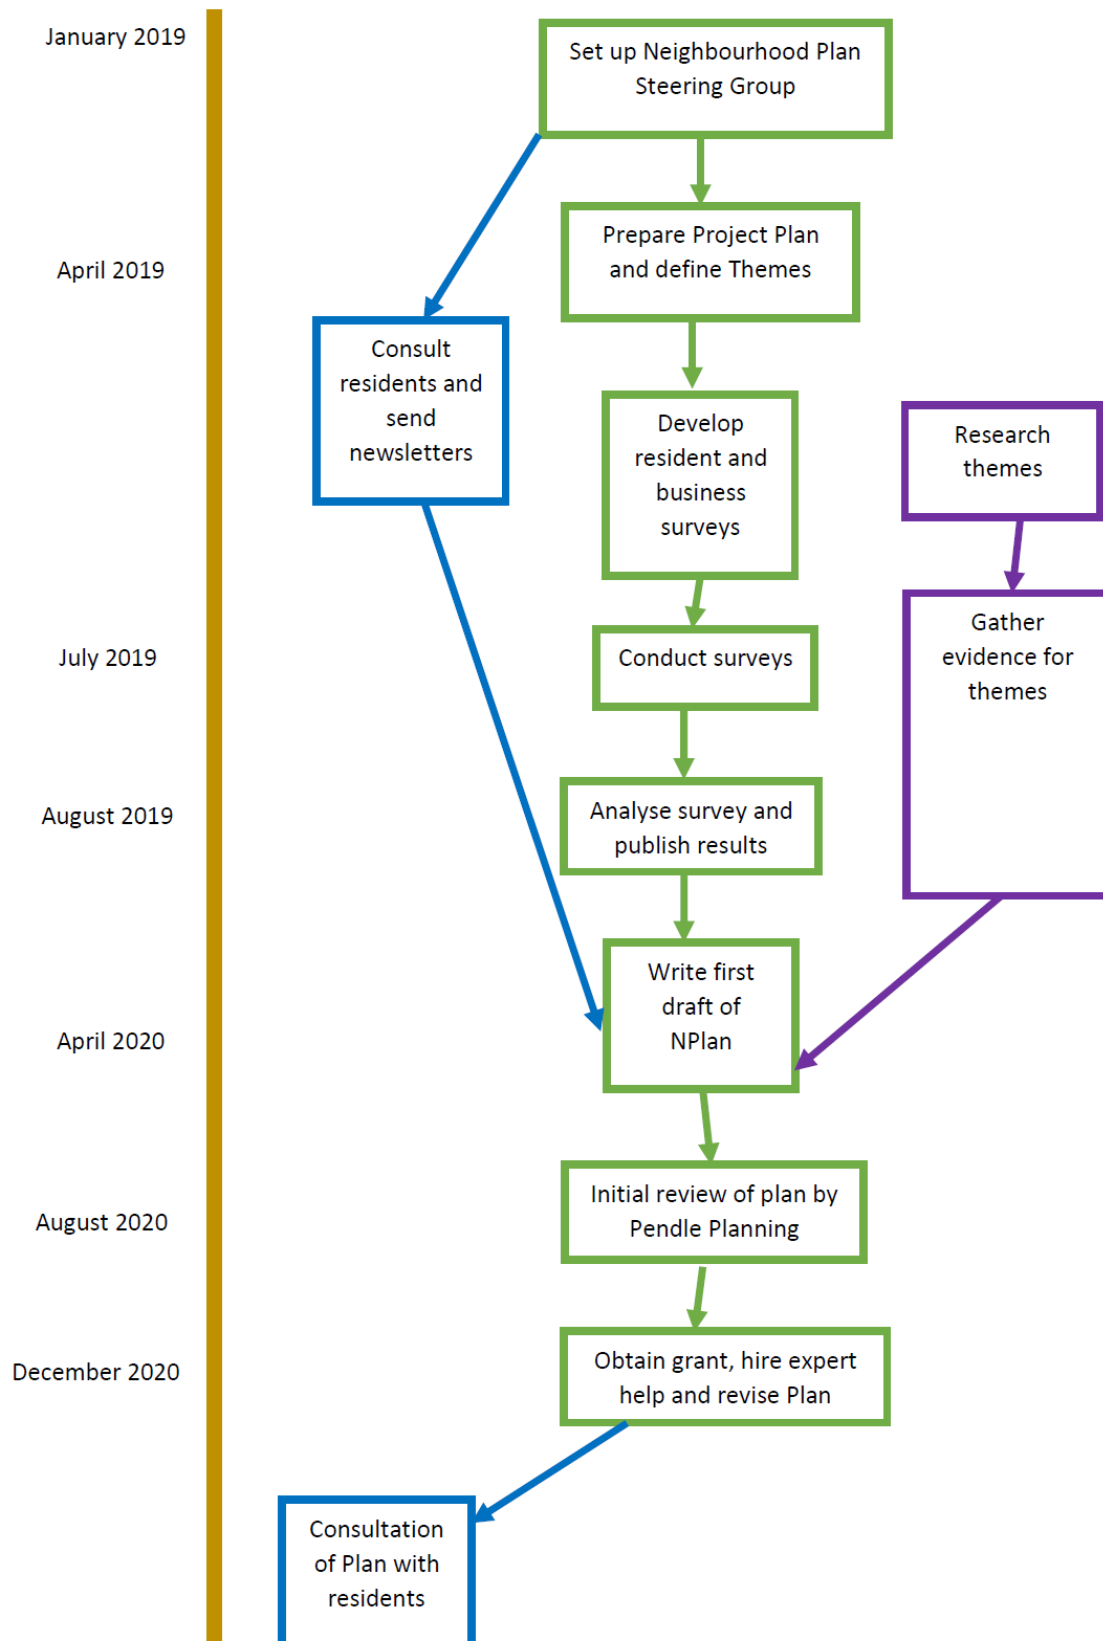 January 2019
Set up Neighbourhood Plan
Steering Group
April 2019
Prepare Project Plan
and define Themes
Consult
residents and
send
newsletters
Develop
resident and
business
surveys
Research
themes
July 2019
Conduct surveys
Gather
evidence for
themes
August 2019
Analyse survey and
publish results
April 2020
Write first
draft of
NPlan
August 2020
Initial review of plan by
Pendle Planning
December 2020
Obtain grant, hire expert
help and revise Plan
Consultation
of Plan with
residents